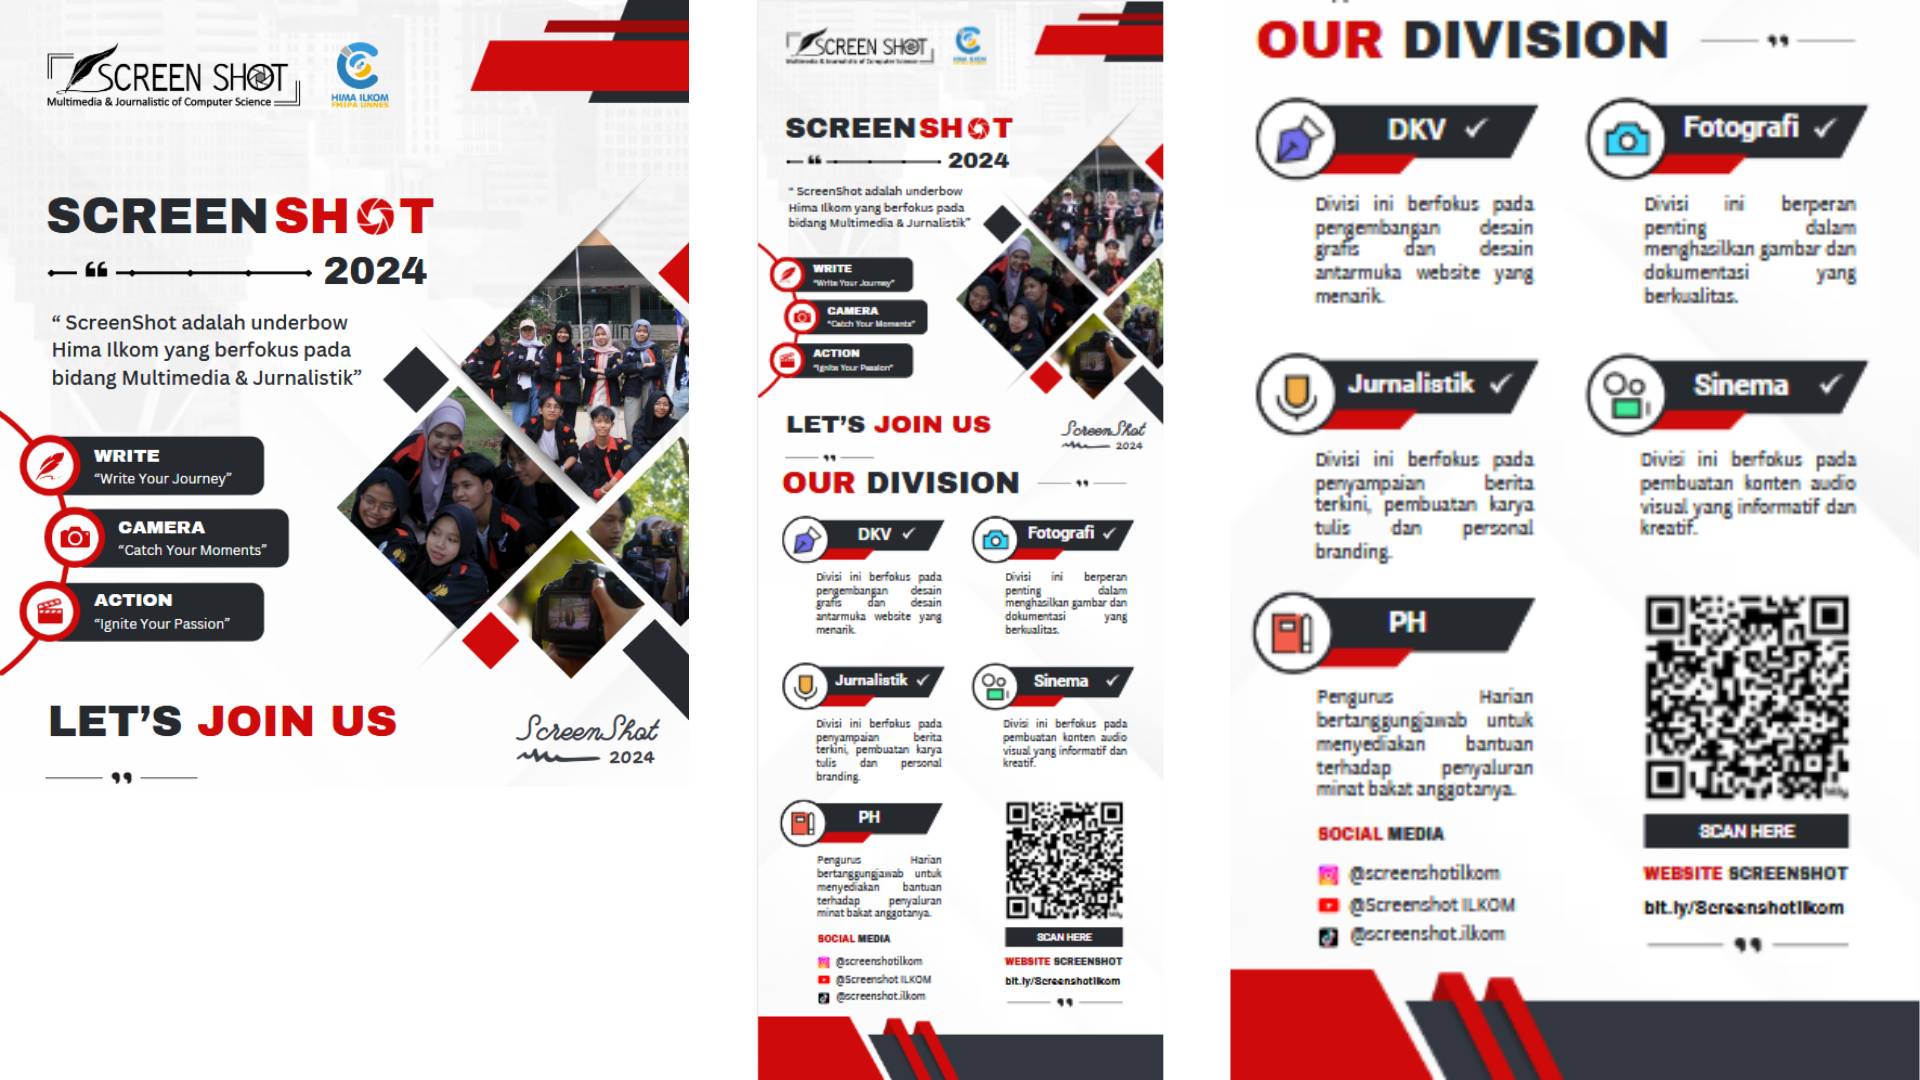 SCREEN SHOT
Multimedia & Journalistic of Computer Science
HIMA ILKOM
FMIPA UNNES
SCREENSHOT
2024
“ ScreenShot adalah underbow
Hima Ilkom yang berfokus pada
bidang Multimedia & Jurnalistik”
WRITE
“Write Your Journey”
CAMERA
“Catch Your Moments”
ACTION
“Ignite Your Passion”
LET’S JOIN US
ScreenShot
2024
SCREEN SHOT
Multimedia & Journalistic of Computer Science
HIMA ILKOM
SCREENSHOT
2024
“ ScreenShot adalah underbow
Hima Ilkom yang berfokus pada
bidang Multimedia & Jurnalistik”
WRITE
“Write Your Journey”
CAMERA
“Catch Your Moments”
ACTION
“Ignite Your Passion”
LET’S JOIN US
ScreenShot
2024
OUR DIVISION
DKV
Divisi ini berfokus pada
pengembangan desain
grafis dan desain
antarmuka website yang
menarik.
Fotografi
Divisi ini berperan
penting dalam
menghasilkan gambar dan
dokumentasi yang
berkualitas.
Jurnalistik
Divisi ini berfokus pada
penyampaian berita
terkini, pembuatan karya
tulis dan personal
branding.
Sinema
Divisi ini berfokus pada
pembuatan konten audio
visual yang informatif dan
kreatif.
PH
Pengurus Harian
bertanggungjawab untuk
menyediakan bantuan
terhadap penyaluran
minat bakat anggotanya.
SOCIAL MEDIA
@screenshotilkom
@Screenshot ILKOM
@screenshot.ilkom
SCAN HERE
WEBSITE SCREENSHOT
bit.ly/Screenshotilkom
OUR DIVISION
DKV
Divisi ini berfokus pada
pengembangan desain
grafis dan desain
antarmuka website yang
menarik.
Fotografi
Divisi ini berperan
penting dalam
menghasilkan gambar dan
dokumentasi yang
berkualitas.
Jurnalistik
Divisi ini berfokus pada
penyampaian berita
terkini, pembuatan karya
tulis dan personal
branding.
Sinema
Divisi ini berfokus pada
pembuatan konten audio
visual yang informatif dan
kreatif.
PH
Pengurus Harian
bertanggungjawab untuk
menyediakan bantuan
terhadap penyaluran
minat bakat anggotanya.
SOCIAL MEDIA
@screenshotilkom
@Screenshot ILKOM
@screenshot.ilkom
SCAN HERE
WEBSITE SCREENSHOT
bit.ly/Screenshotilkom